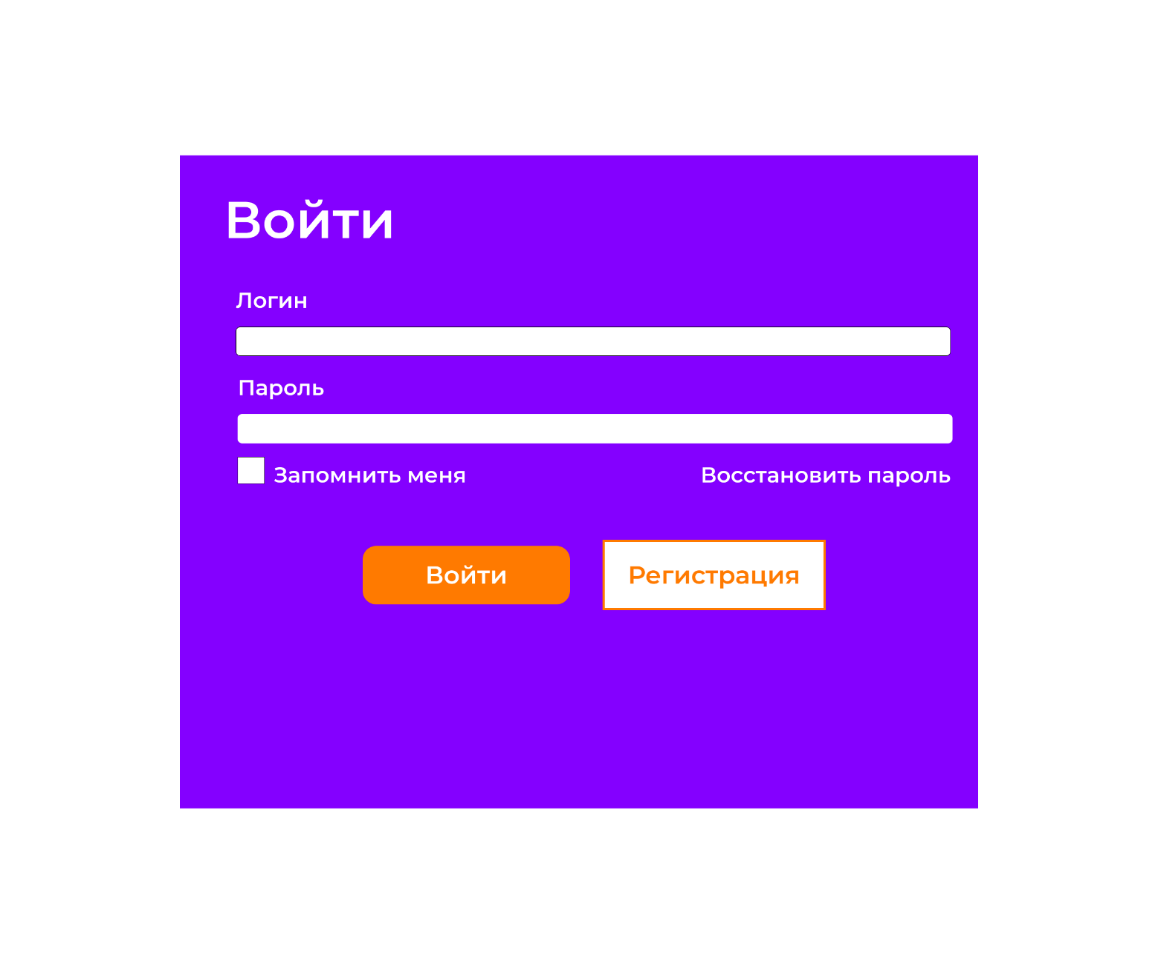 Войти
Логин
Пароль
Запомнить меня Восстановить пароль
Войти Регистрация